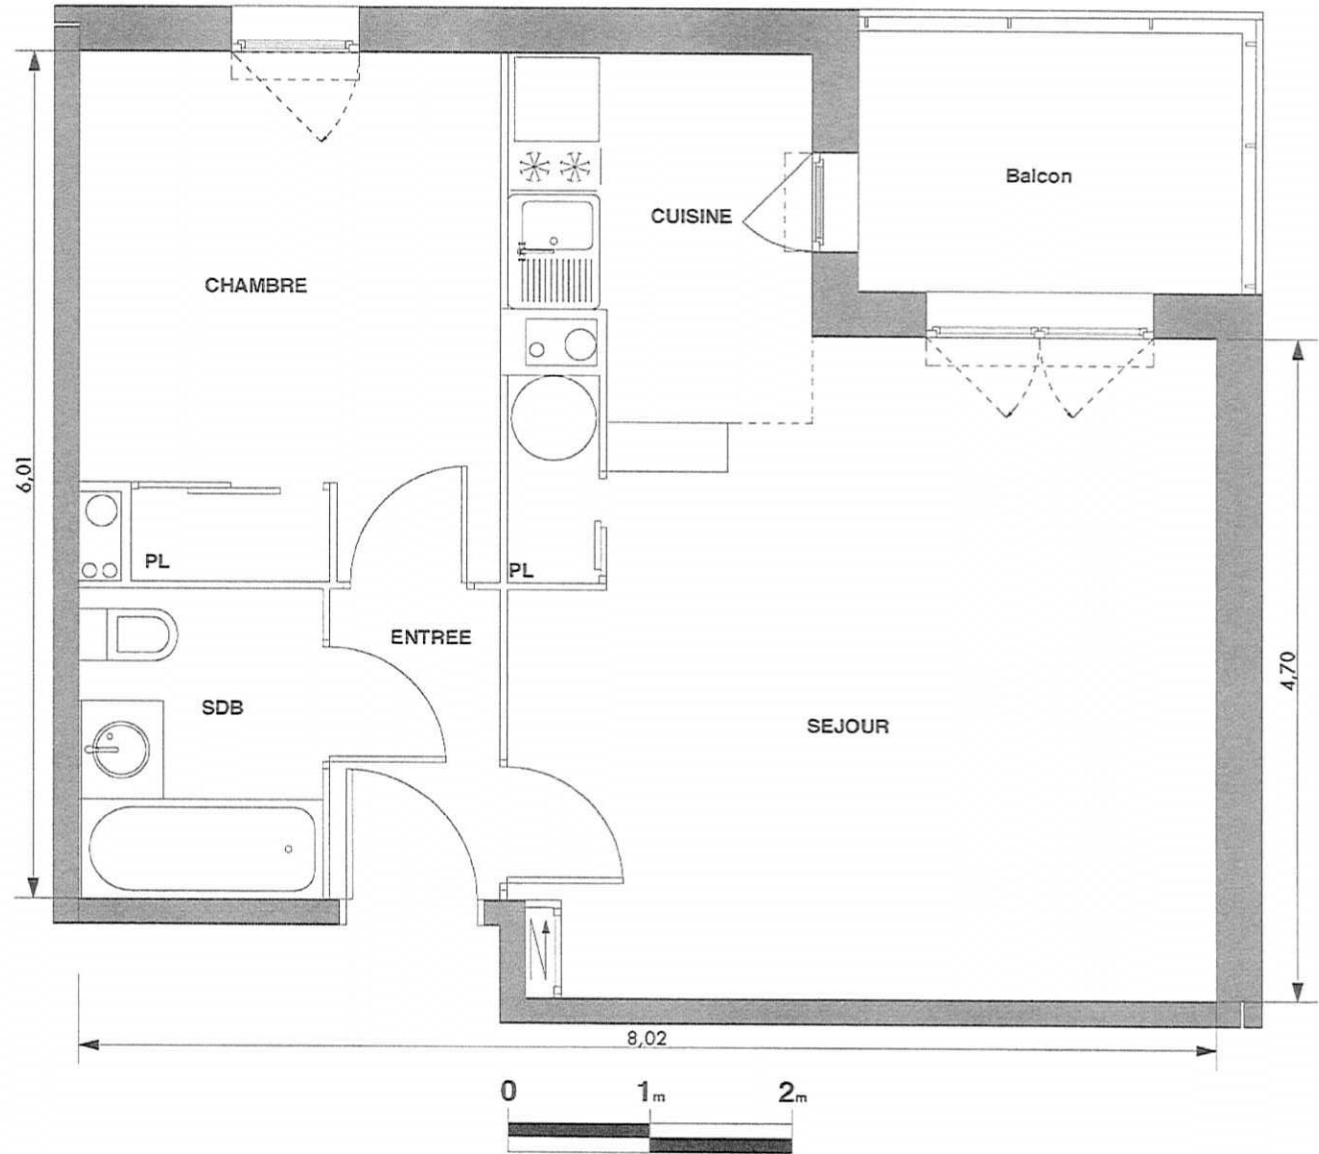 Balcon
CUISINE
CHAMBRE
6,01
PL
PL
ENTREE
4,70
SDB
SEJOUR
8,02
0 1m 2m